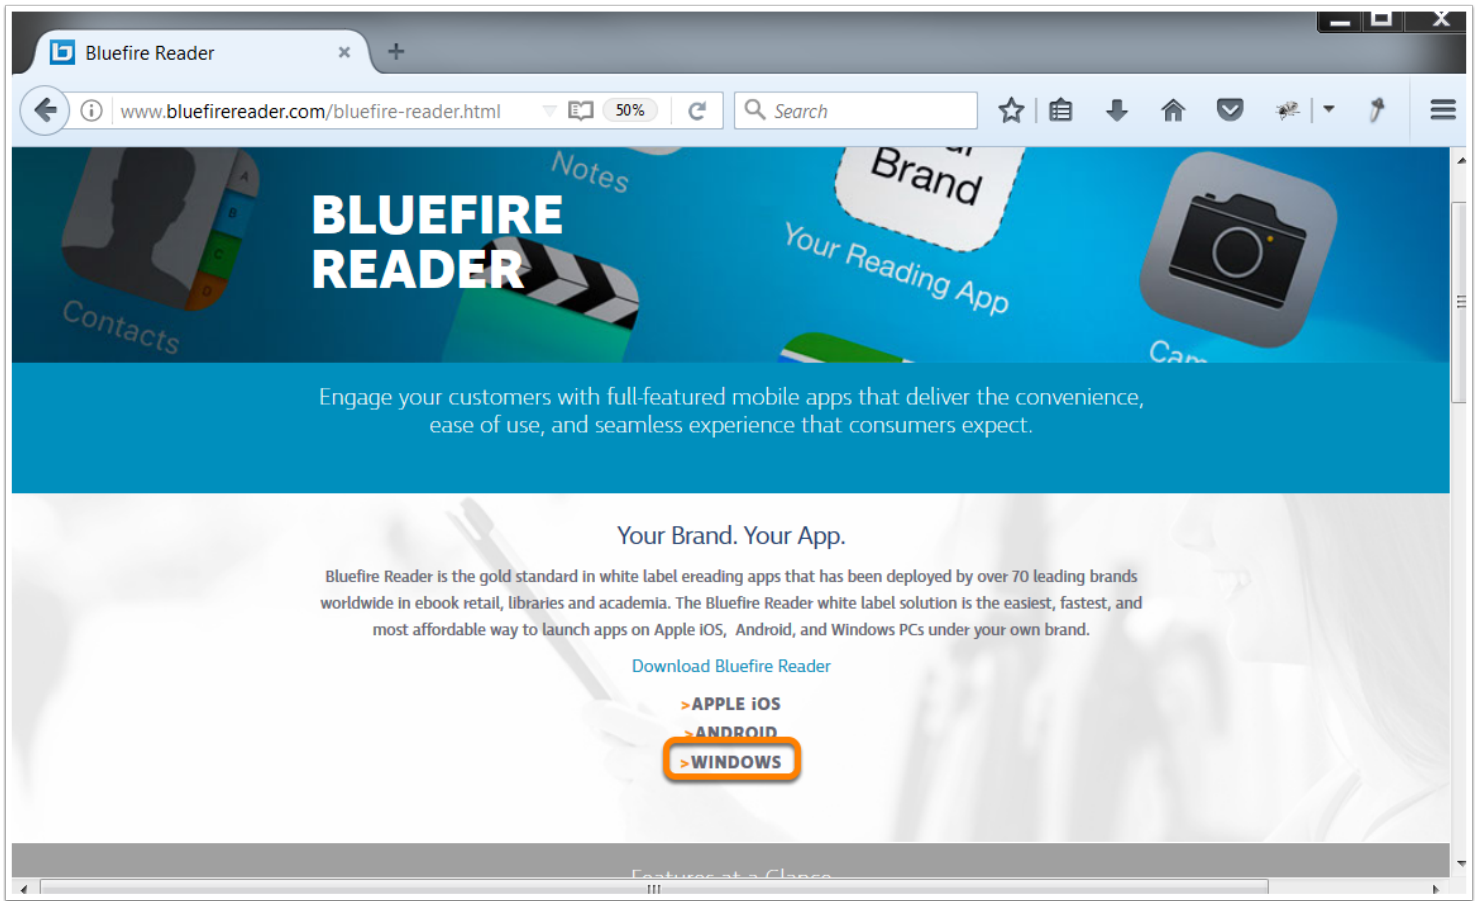 Bluefire Reader
www.bluefirereader.com/bluefire-reader.html
50%
Search
Notes
Brand
Your Reading App
A
B
C
D
Contacts
BLUEFIRE
READER
Engage your customers with full-featured mobile apps that deliver the convenience,
ease of use, and seamless experience that consumers expect.
Your Brand. Your App.
Bluefire Reader is the gold standard in white label ereading apps that has been deployed by over 70 leading brands
worldwide in ebook retail, libraries and academia. The Bluefire Reader white label solution is the easiest, fastest, and
most affordable way to launch apps on Apple iOS, Android, and Windows PCs under your own brand.
Download Bluefire Reader
>APPLE iOS
>ANDROID
>WINDOWS
Features at a Glance